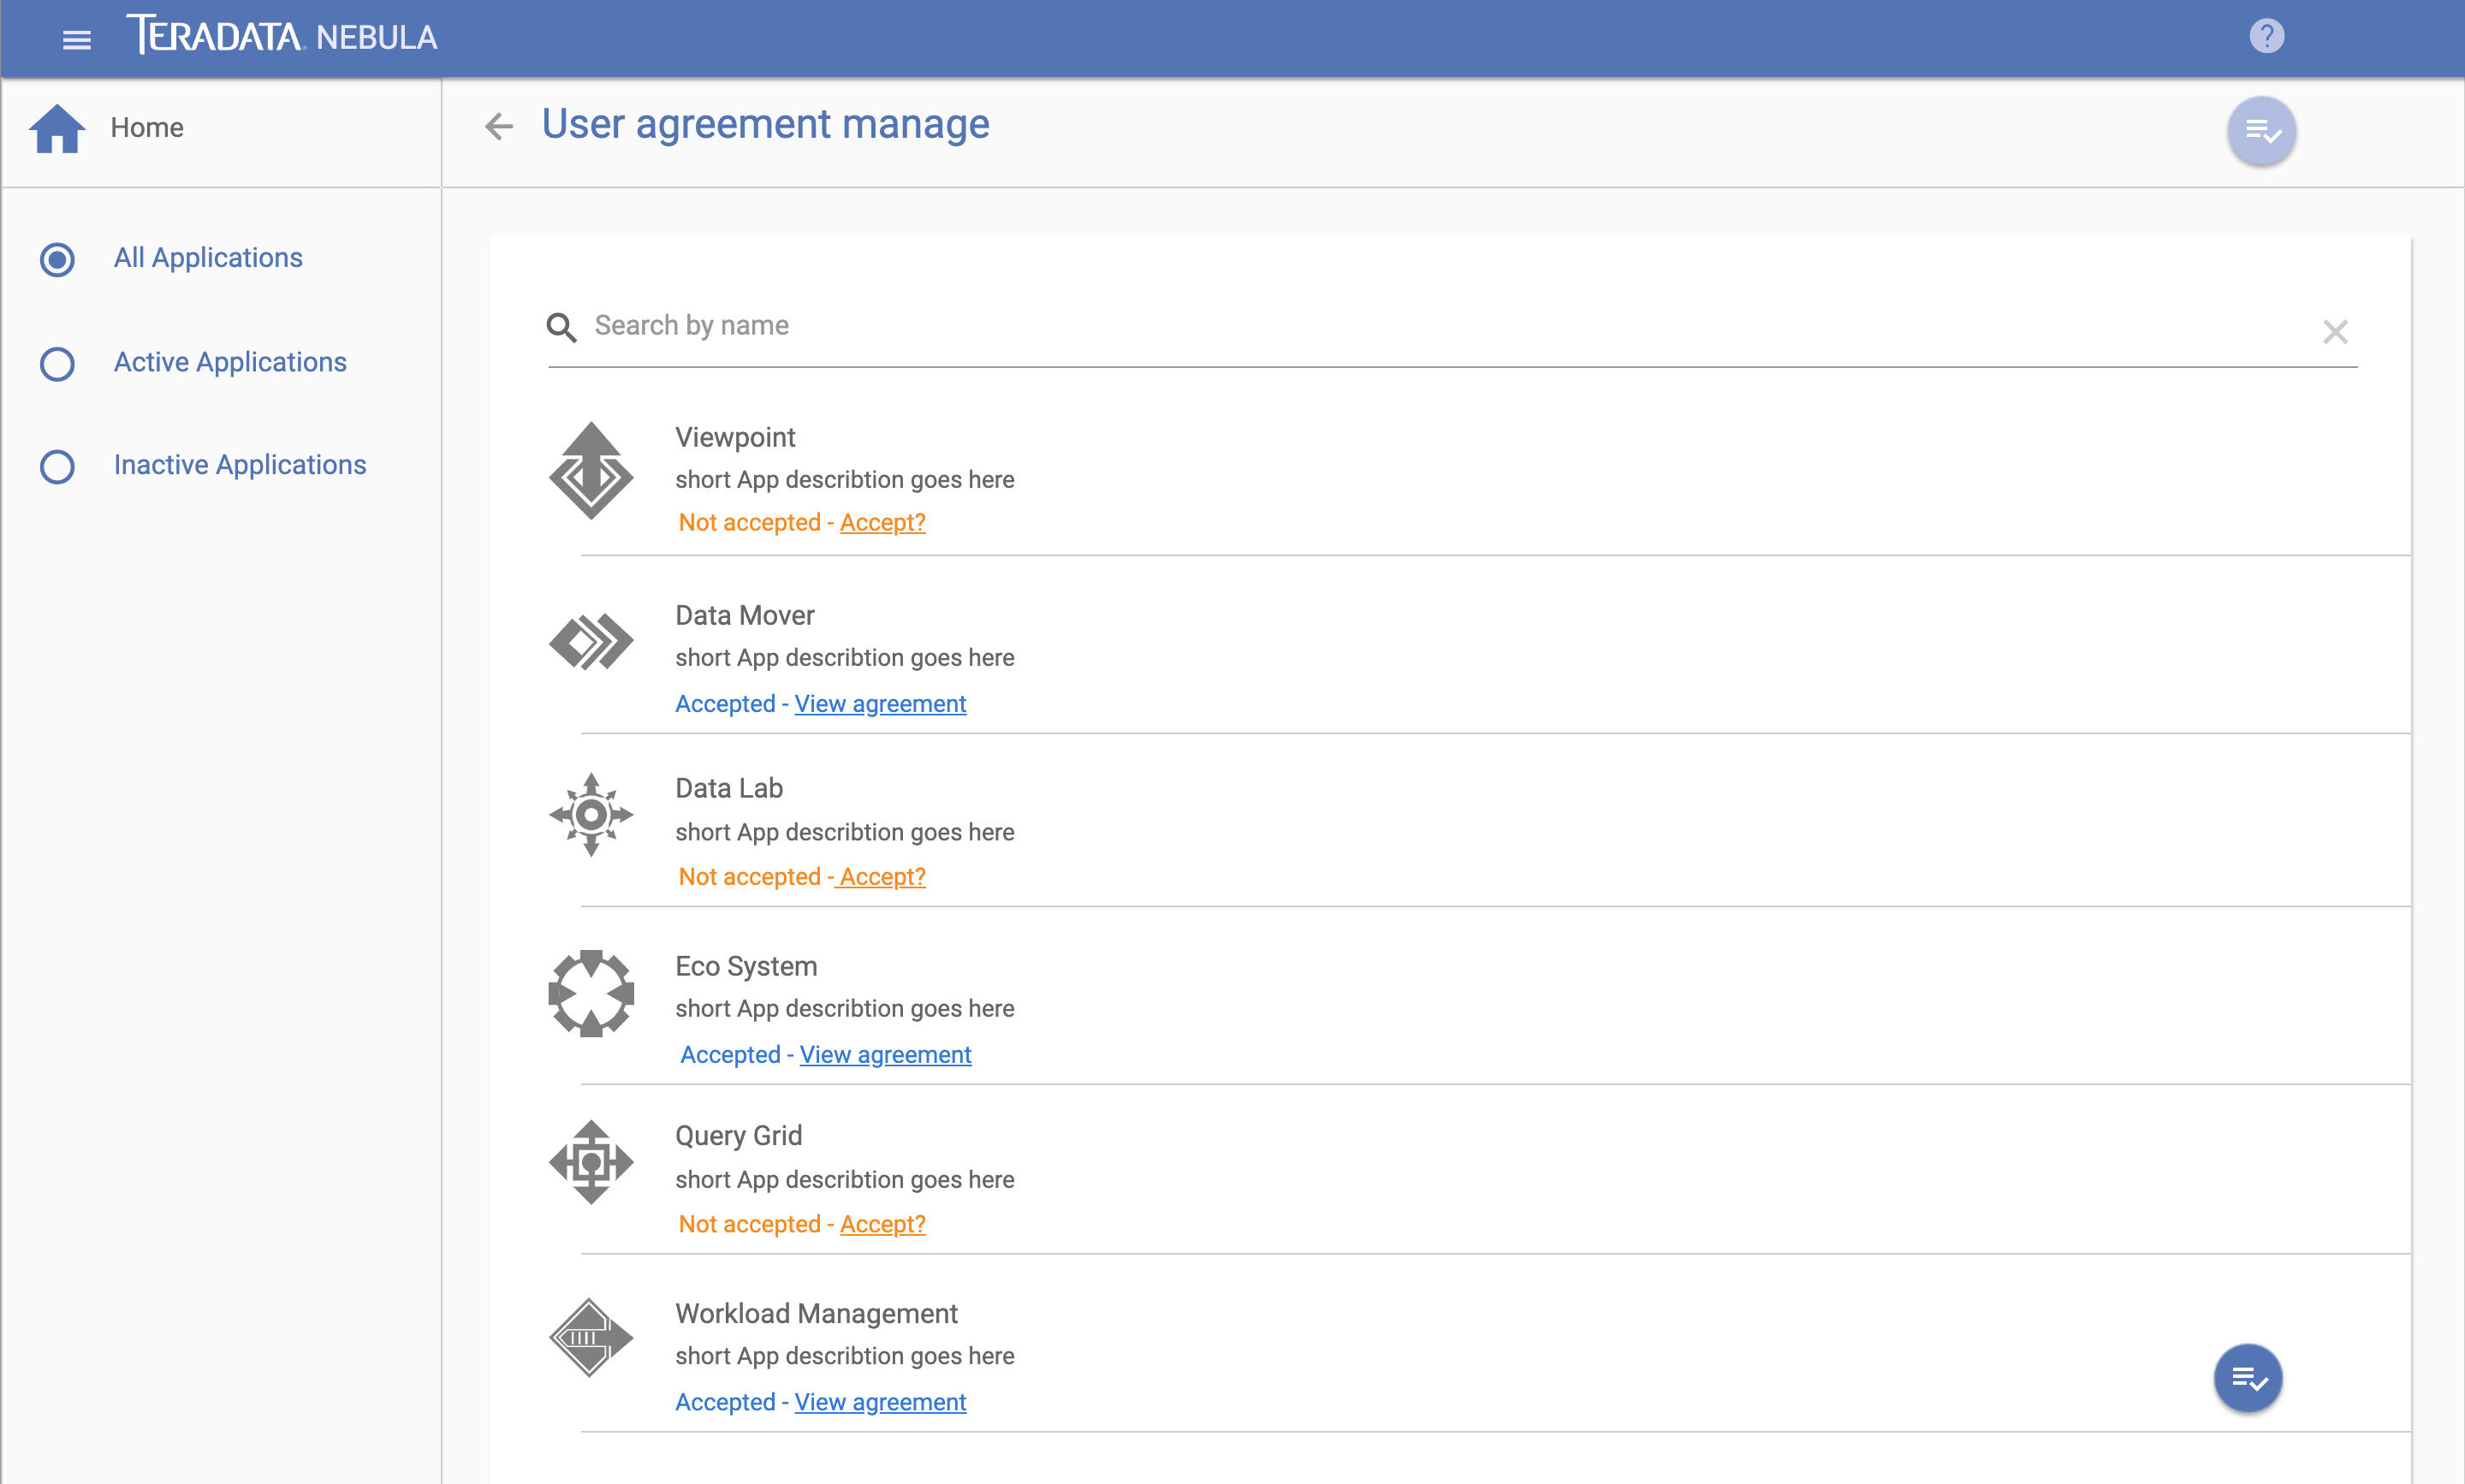 TERADATA NEBULA
?
Home
User agreement manage
All Applications
Active Applications
Inactive Applications
Search by name
Viewpoint
short App describtion goes here
Not accepted - Accept?
Data Mover
short App describtion goes here
Accepted - View agreement
Data Lab
short App describtion goes here
Not accepted - Accept?
Eco System
short App describtion goes here
Accepted - View agreement
Query Grid
short App describtion goes here
Not accepted - Accept?
Workload Management
short App describtion goes here
Accepted - View agreement